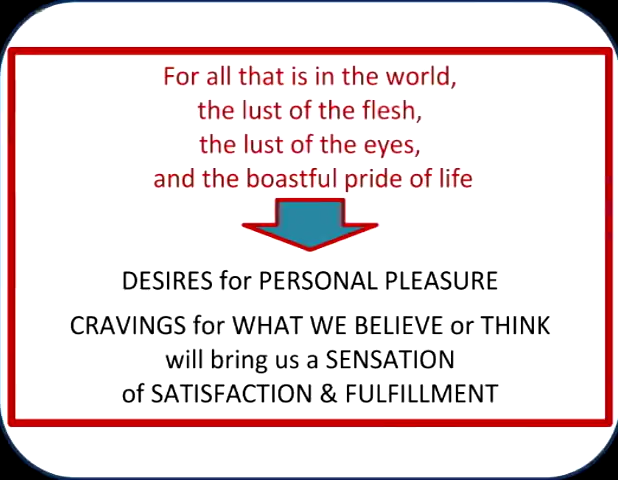 For all that is in the world,
the lust of the flesh,
the lust of the eyes,
and the boastful pride of life
DESIRES for PERSONAL PLEASURE
CRAVINGS for WHAT WE BELIEVE or THINK
will bring us a SENSATION
of SATISFACTION & FULFILLMENT